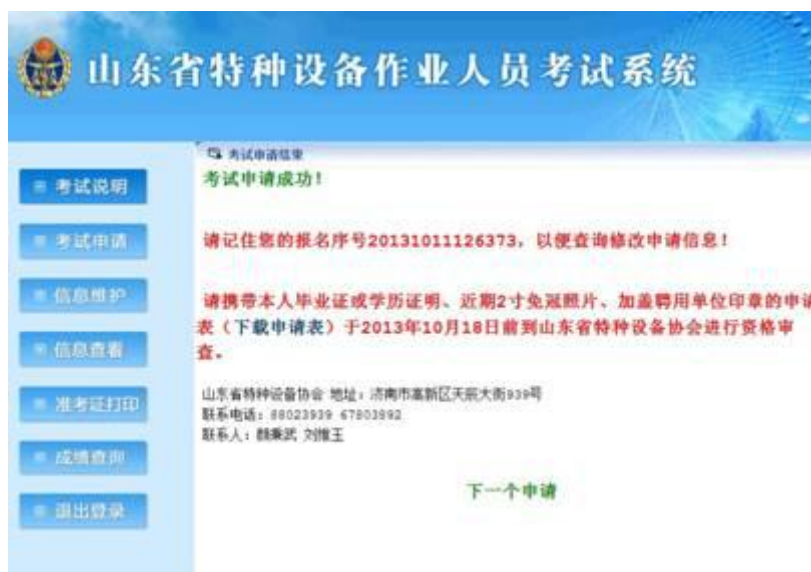 山东省特种设备作业人员考试系统
考试申请结束
考试说明
考试申请
信息维护
信息查看
准考证打印
成绩查询
退出登录
考试申请成功！
请记住您的报名序号20131011126373，以便查询修改申请信息！
请携带本人毕业证或学历证明、近期2寸免冠照片、加盖聘用单位印章的申请
表（下载申请表）于2013年10月18日前到山东省特种设备协会进行资格审
查。
山东省特种设备协会 地址：济南市高新区天辰大街939号
联系电话：88023939 67803892
联系人：颜秉武 刘维玉
下一个申请